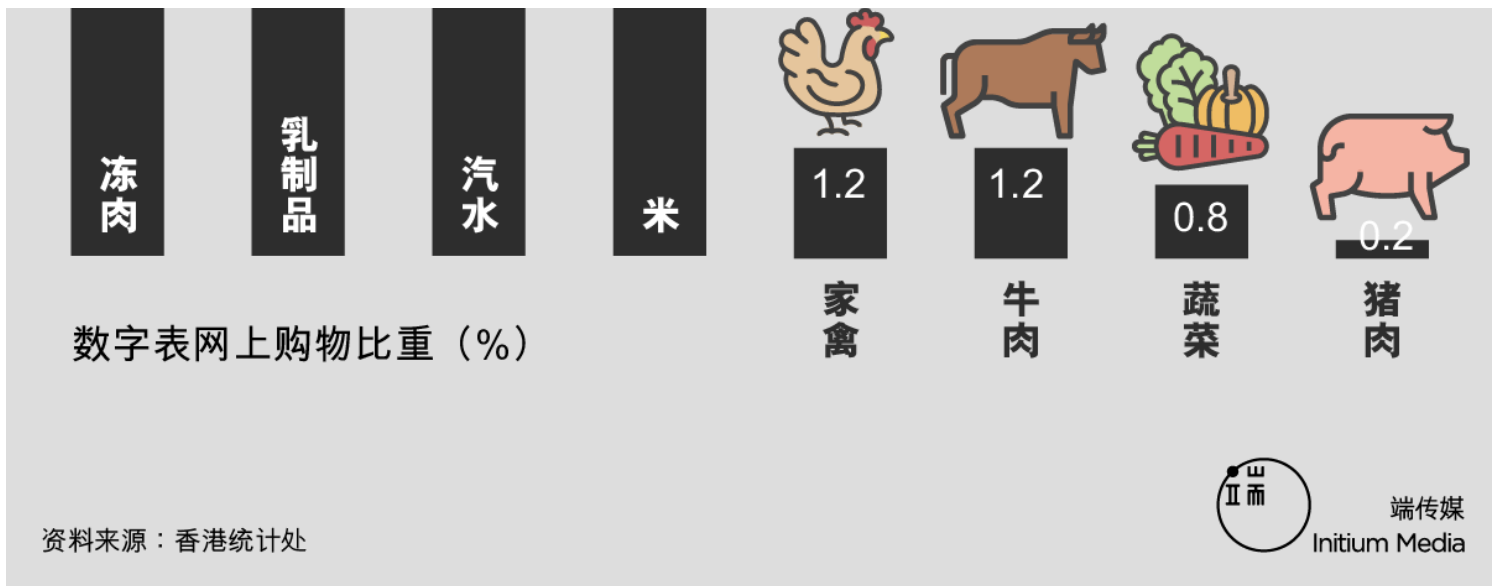 冻肉
乳制品
汽水
米
1.2
1.2
0.8
0.2
家禽
牛肉
蔬菜
猪肉
数字表网上购物比重（%）
资料来源：香港统计处
端
端传媒
Initium Media